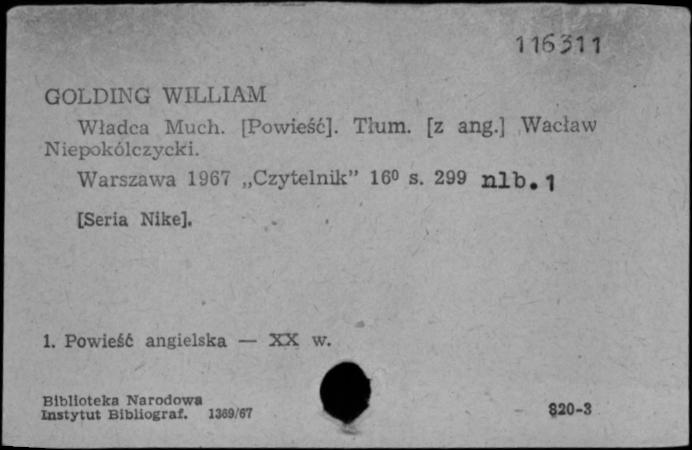 116311
GOLDING WILLIAM
Władca Much. [Powieść]. Tłum. [z ang.] Wacław
Niepokólczycki.
Warszawa 1967 „Czytelnik” 16⁰ s. 299 nlb. 1
[Seria Nike].
1. Powieść angielska — XX w.
Biblioteka Narodowa
Instytut Bibliograf. 1369/67
820-3